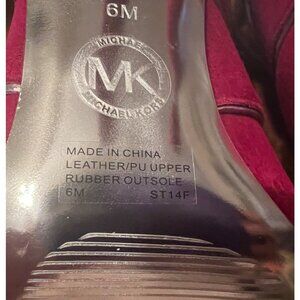 6M
MICHAEL
MK
MICHAEL KORS
MADE IN CHINA
LEATHER/PU UPPER
RUBBER OUTSOLE
6M ST14F